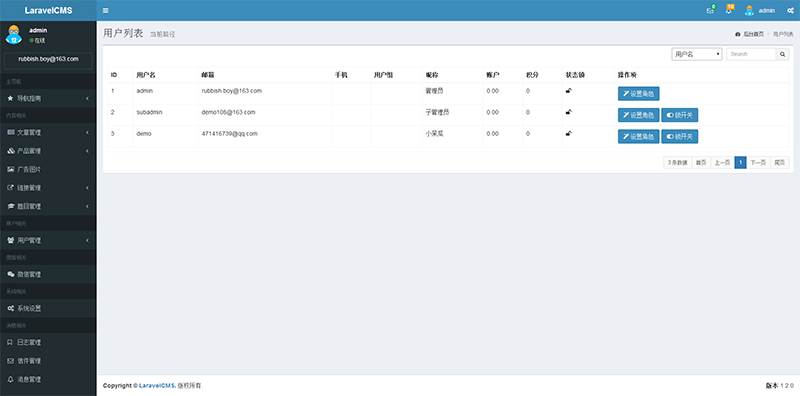 LaravelCMS
0
10
admin
admin
在线
rubbish.boy@163.com
主导航
导航指南
内容相关
文章管理
产品管理
广告图片
链接管理
题目管理
账户相关
用户管理
微信相关
微信管理
系统相关
系统设置
消息相关
日志管理
信件管理
消息管理
用户列表 当前路径
后台首页 > 用户列表
用户名 Search
ID 用户名 邮箱 手机 用户组 昵称 账户 积分 状态锁 操作项
1 admin rubbish.boy@163.com 管理员 0.00 0 设置角色
2 subadmin demo106@163.com 子管理员 0.00 0 设置角色 锁开关
3 demo 471416739@qq.com 小呆瓜 0.00 0 设置角色 锁开关
3 条数据 首页 上一页 1 下一页 尾页
Copyright © LaravelCMS. 版权所有
版本 1.2.0